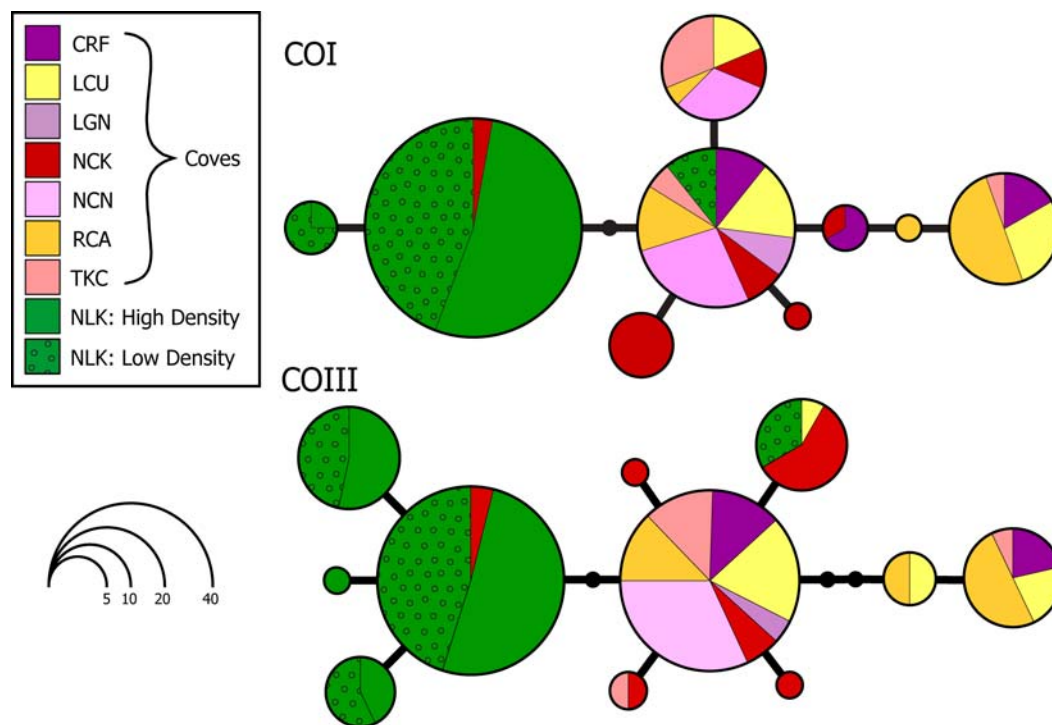 CRF
LCU
LGN
NCK
NCN
RCA
TKC
NLK: High Density
NLK: Low Density
Coves
COI
COIII
5 10 20 40